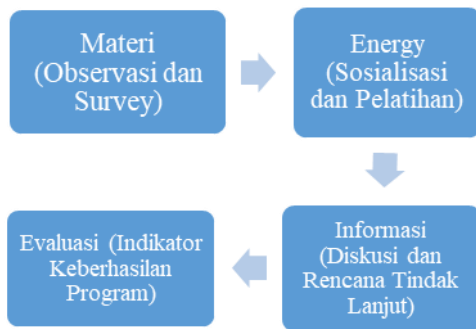 Materi
(Observasi dan
Survey)
Energy
(Sosialisasi
dan Pelatihan)
Informasi
(Diskusi dan
Rencana Tindak
Lanjut)
Evaluasi (Indikator
Keberhasilan
Program)